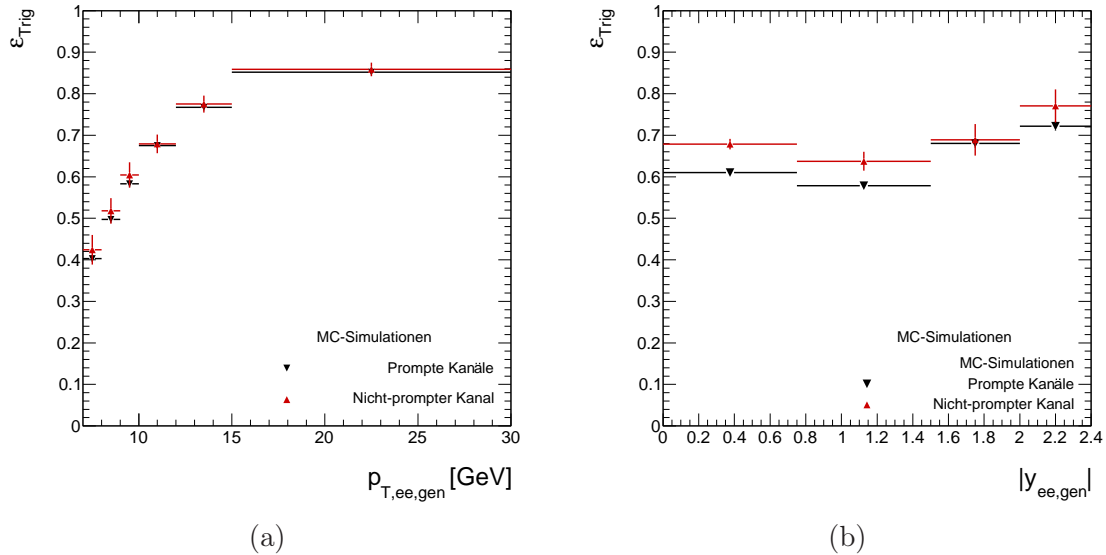 ε_Trig
1
0.9
0.8
0.7
0.6
0.5
0.4
0.3
0.2
0.1
0
MC-Simulationen
Prompte Kanäle
Nicht-prompter Kanal
10 15 20 25 30
p_T,ee,gen [GeV]
(a)
ε_Trig
1
0.9
0.8
0.7
0.6
0.5
0.4
0.3
0.2
0.1
0
MC-Simulationen
MC-Simulationen
Prompte Kanäle
Nicht-prompter Kanal
0 0.2 0.4 0.6 0.8 1 1.2 1.4 1.6 1.8 2 2.2 2.4
|y_ee,gen|
(b)